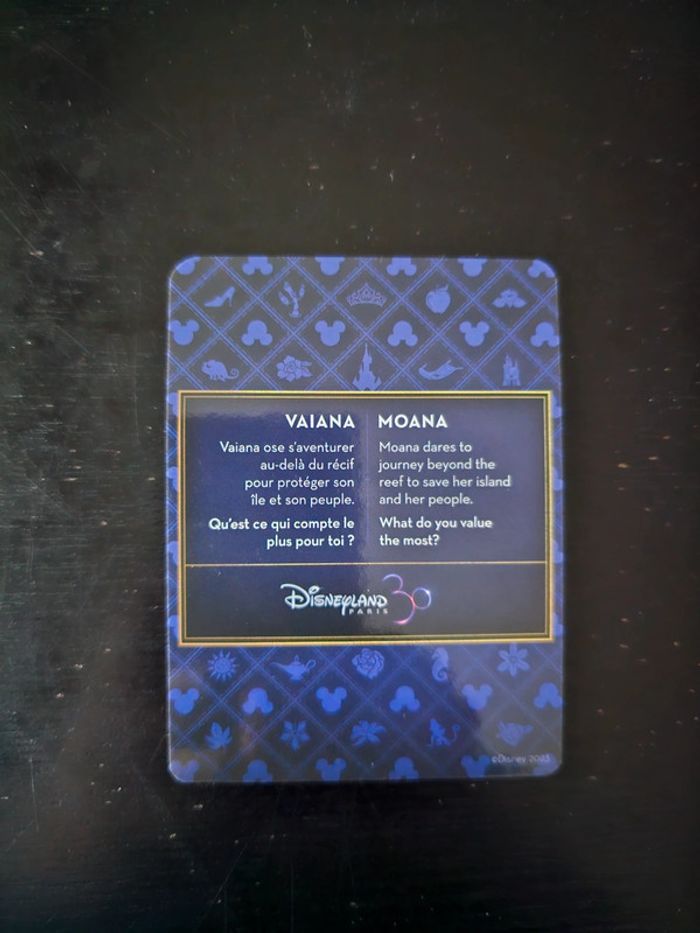 VAIANA
Vaiana ose s'aventurer
au-delà du récif
pour protéger son
île et son peuple.
Qu'est ce qui compte le
plus pour toi ?
MOANA
Moana dares to
journey beyond the
reef to save her island
and her people.
What do you value
the most?
DISNEYLAND 30
PARIS
©Disney 2023